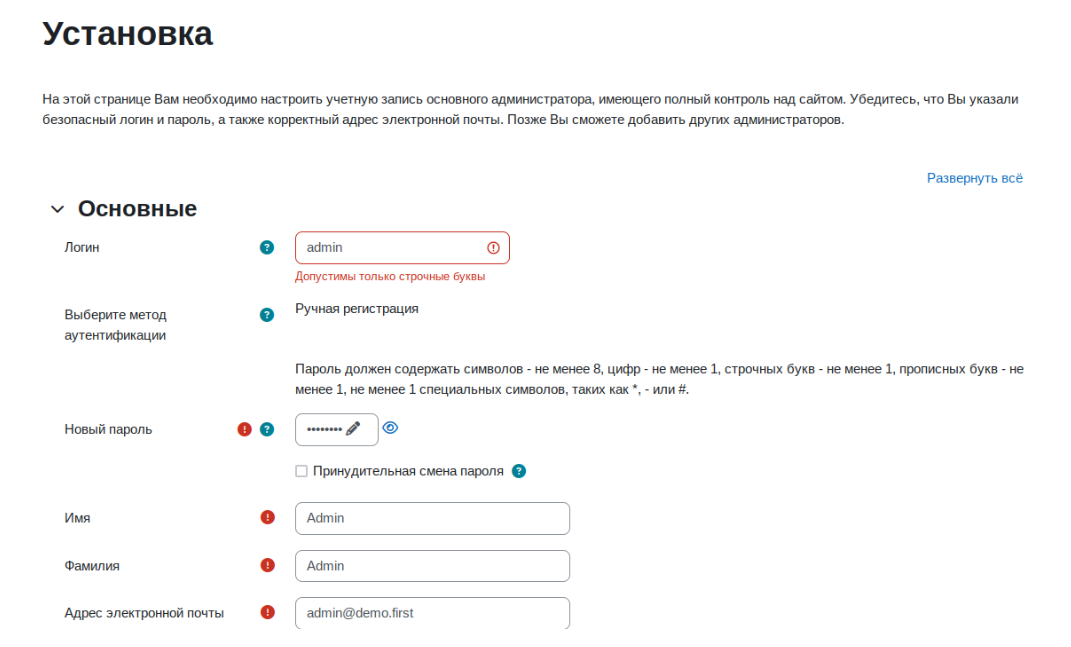 Установка
На этой странице Вам необходимо настроить учетную запись основного администратора, имеющего полный контроль над сайтом. Убедитесь, что Вы указали
безопасный логин и пароль, а также корректный адрес электронной почты. Позже Вы сможете добавить других администраторов.
Развернуть всё
Основные
Логин
admin
Допустимы только строчные буквы
Выберите метод
аутентификации
Ручная регистрация
Пароль должен содержать символов - не менее 8, цифр - не менее 1, строчных букв - не менее 1, прописных букв - не
менее 1, не менее 1 специальных символов, таких как *, - или #.
Новый пароль
••••••••
Принудительная смена пароля
Имя
Admin
Фамилия
Admin
Адрес электронной почты
admin@demo.first